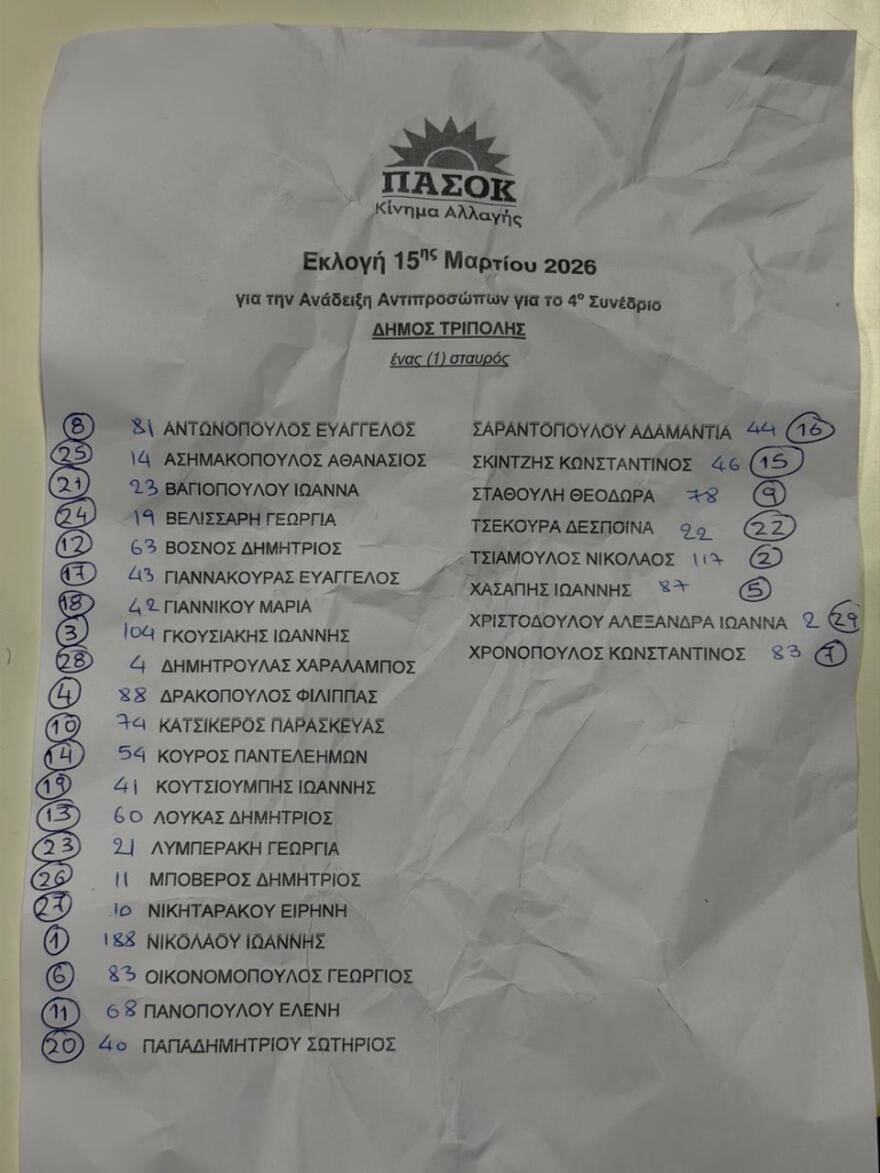 ΠΑΣΟΚ
Κίνημα Αλλαγής
Εκλογή 15ης Μαρτίου 2026
για την Ανάδειξη Αντιπροσώπων για το 4ο Συνέδριο
ΔΗΜΟΣ ΤΡΙΠΟΛΗΣ
ένας (1) σταυρός
8 81 ΑΝΤΩΝΟΠΟΥΛΟΣ ΕΥΑΓΓΕΛΟΣ
25 14 ΑΣΗΜΑΚΟΠΟΥΛΟΣ ΑΘΑΝΑΣΙΟΣ
21 23 ΒΑΓΙΟΠΟΥΛΟΥ ΙΩΑΝΝΑ
24 19 ΒΕΛΙΣΣΑΡΗ ΓΕΩΡΓΙΑ
12 63 ΒΟΣΝΟΣ ΔΗΜΗΤΡΙΟΣ
17 43 ΓΙΑΝΝΑΚΟΥΡΑΣ ΕΥΑΓΓΕΛΟΣ
18 42 ΓΙΑΝΝΙΚΟΥ ΜΑΡΙΑ
3 104 ΓΚΟΥΣΙΑΚΗΣ ΙΩΑΝΝΗΣ
28 4 ΔΗΜΗΤΡΟΥΛΑΣ ΧΑΡΑΛΑΜΠΟΣ
4 88 ΔΡΑΚΟΠΟΥΛΟΣ ΦΙΛΙΠΠΑΣ
10 74 ΚΑΤΣΙΚΕΡΟΣ ΠΑΡΑΣΚΕΥΑΣ
14 54 ΚΟΥΡΟΣ ΠΑΝΤΕΛΕΗΜΩΝ
19 41 ΚΟΥΤΣΙΟΥΜΠΗΣ ΙΩΑΝΝΗΣ
13 60 ΛΟΥΚΑΣ ΔΗΜΗΤΡΙΟΣ
23 21 ΛΥΜΠΕΡΑΚΗ ΓΕΩΡΓΙΑ
26 11 ΜΠΟΒΕΡΟΣ ΔΗΜΗΤΡΙΟΣ
27 10 ΝΙΚΗΤΑΡΑΚΟΥ ΕΙΡΗΝΗ
1 188 ΝΙΚΟΛΑΟΥ ΙΩΑΝΝΗΣ
6 83 ΟΙΚΟΝΟΜΟΠΟΥΛΟΣ ΓΕΩΡΓΙΟΣ
11 68 ΠΑΝΟΠΟΥΛΟΥ ΕΛΕΝΗ
20 40 ΠΑΠΑΔΗΜΗΤΡΙΟΥ ΣΩΤΗΡΙΟΣ
ΣΑΡΑΝΤΟΠΟΥΛΟΥ ΑΔΑΜΑΝΤΙΑ 44 16
ΣΚΙΝΤΖΗΣ ΚΩΝΣΤΑΝΤΙΝΟΣ 46 15
ΣΤΑΘΟΥΛΗ ΘΕΟΔΩΡΑ 78 9
ΤΣΕΚΟΥΡΑ ΔΕΣΠΟΙΝΑ 22 22
ΤΣΙΑΜΟΥΛΟΣ ΝΙΚΟΛΑΟΣ 117 2
ΧΑΣΑΠΗΣ ΙΩΑΝΝΗΣ 87 5
ΧΡΙΣΤΟΔΟΥΛΟΥ ΑΛΕΞΑΝΔΡΑ ΙΩΑΝΝΑ 2 29
ΧΡΟΝΟΠΟΥΛΟΣ ΚΩΝΣΤΑΝΤΙΝΟΣ 83 7